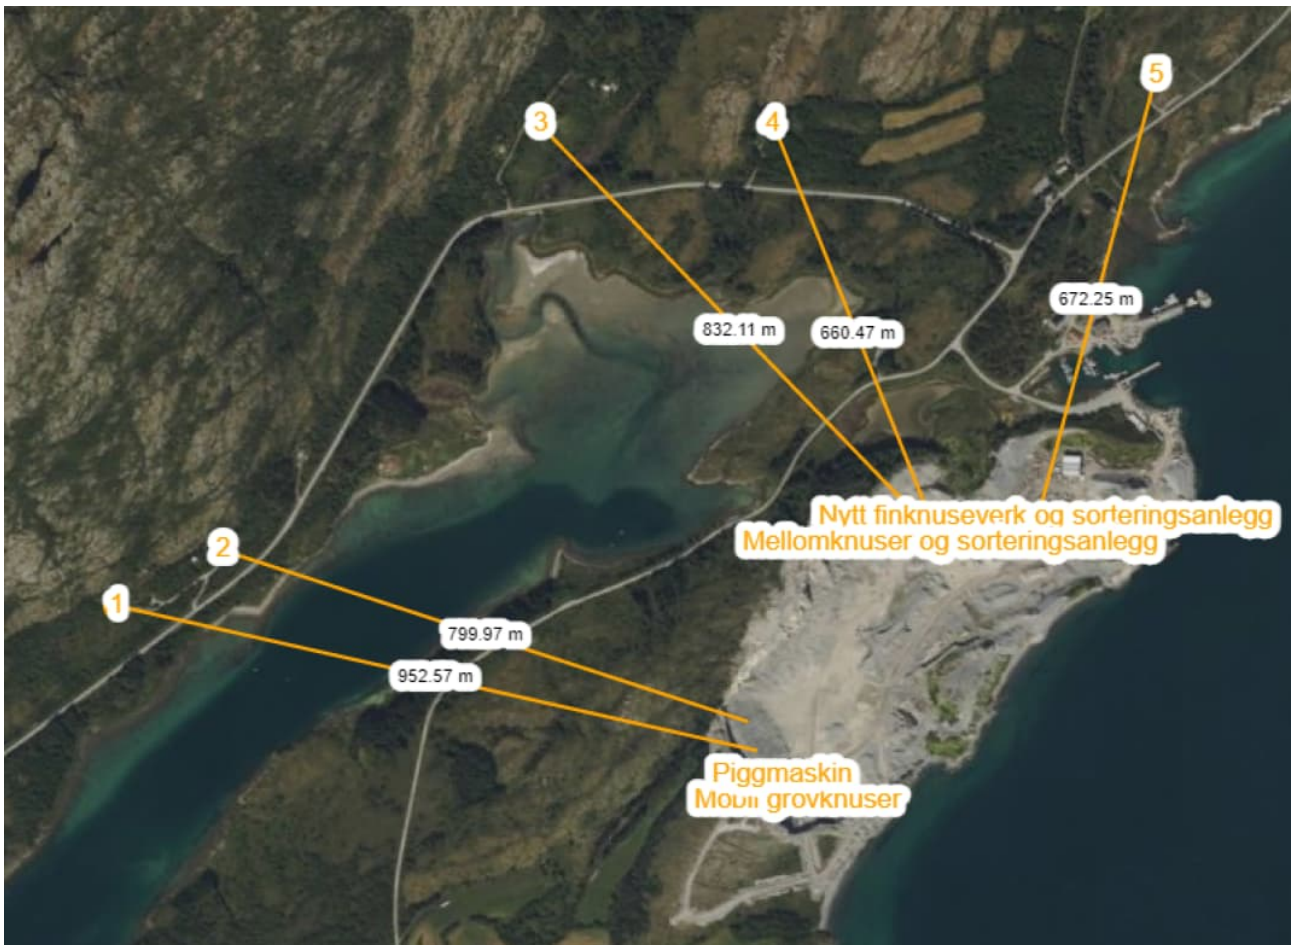 5
3
4
672.25 m
832.11 m
660.47 m
Nytt finknuseverk og sorteringsanlegg
Mellomknuser og sorteringsanlegg
2
1
799.97 m
952.57 m
Piggmaskin
Mobil grovknuser